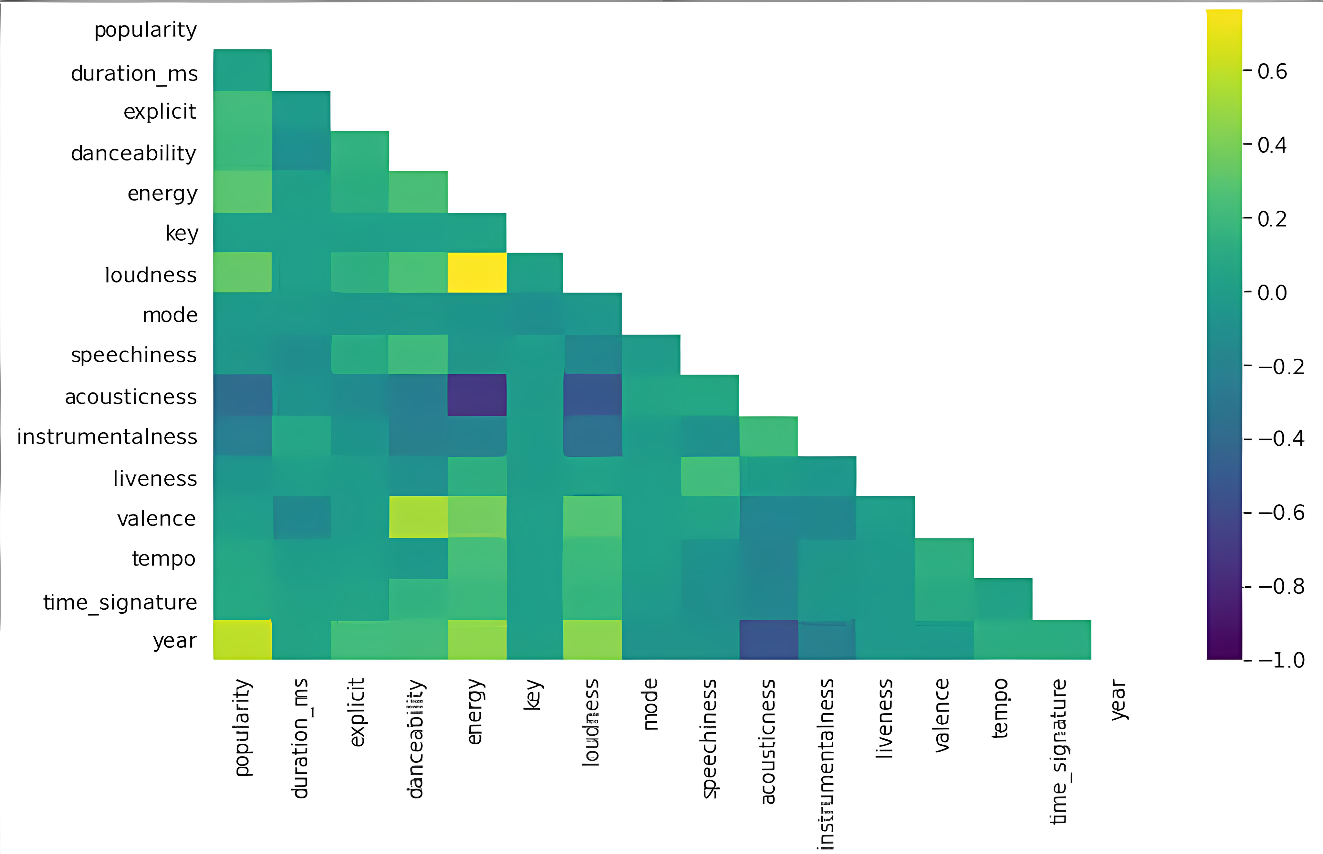 popularity
duration_ms
explicit
danceability
energy
key
loudness
mode
speechiness
acousticness
instrumentalness
liveness
valence
tempo
time_signature
year
popularity
duration_ms
explicit
danceability
energy
key
loudness
mode
speechiness
acousticness
instrumentalness
liveness
valence
tempo
time_signature
year
0.6
0.4
0.2
0.0
−0.2
−0.4
−0.6
−0.8
−1.0